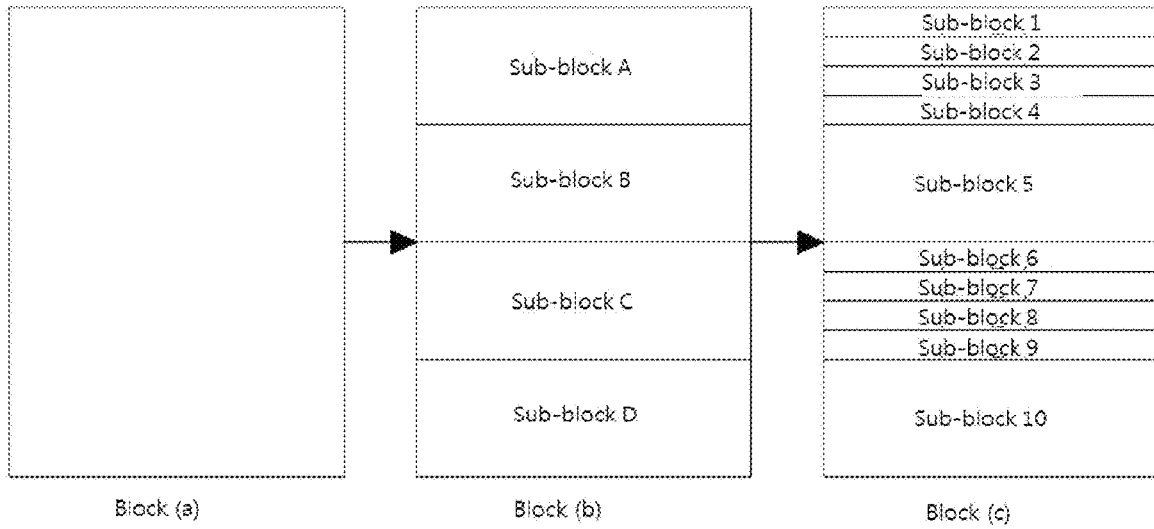 Sub-block A
Sub-block B
Sub-block C
Sub-block D
Sub-block 1
Sub-block 2
Sub-block 3
Sub-block 4
Sub-block 5
Sub-block 6
Sub-block 7
Sub-block 8
Sub-block 9
Sub-block 10
Block (a)
Block (b)
Block (c)